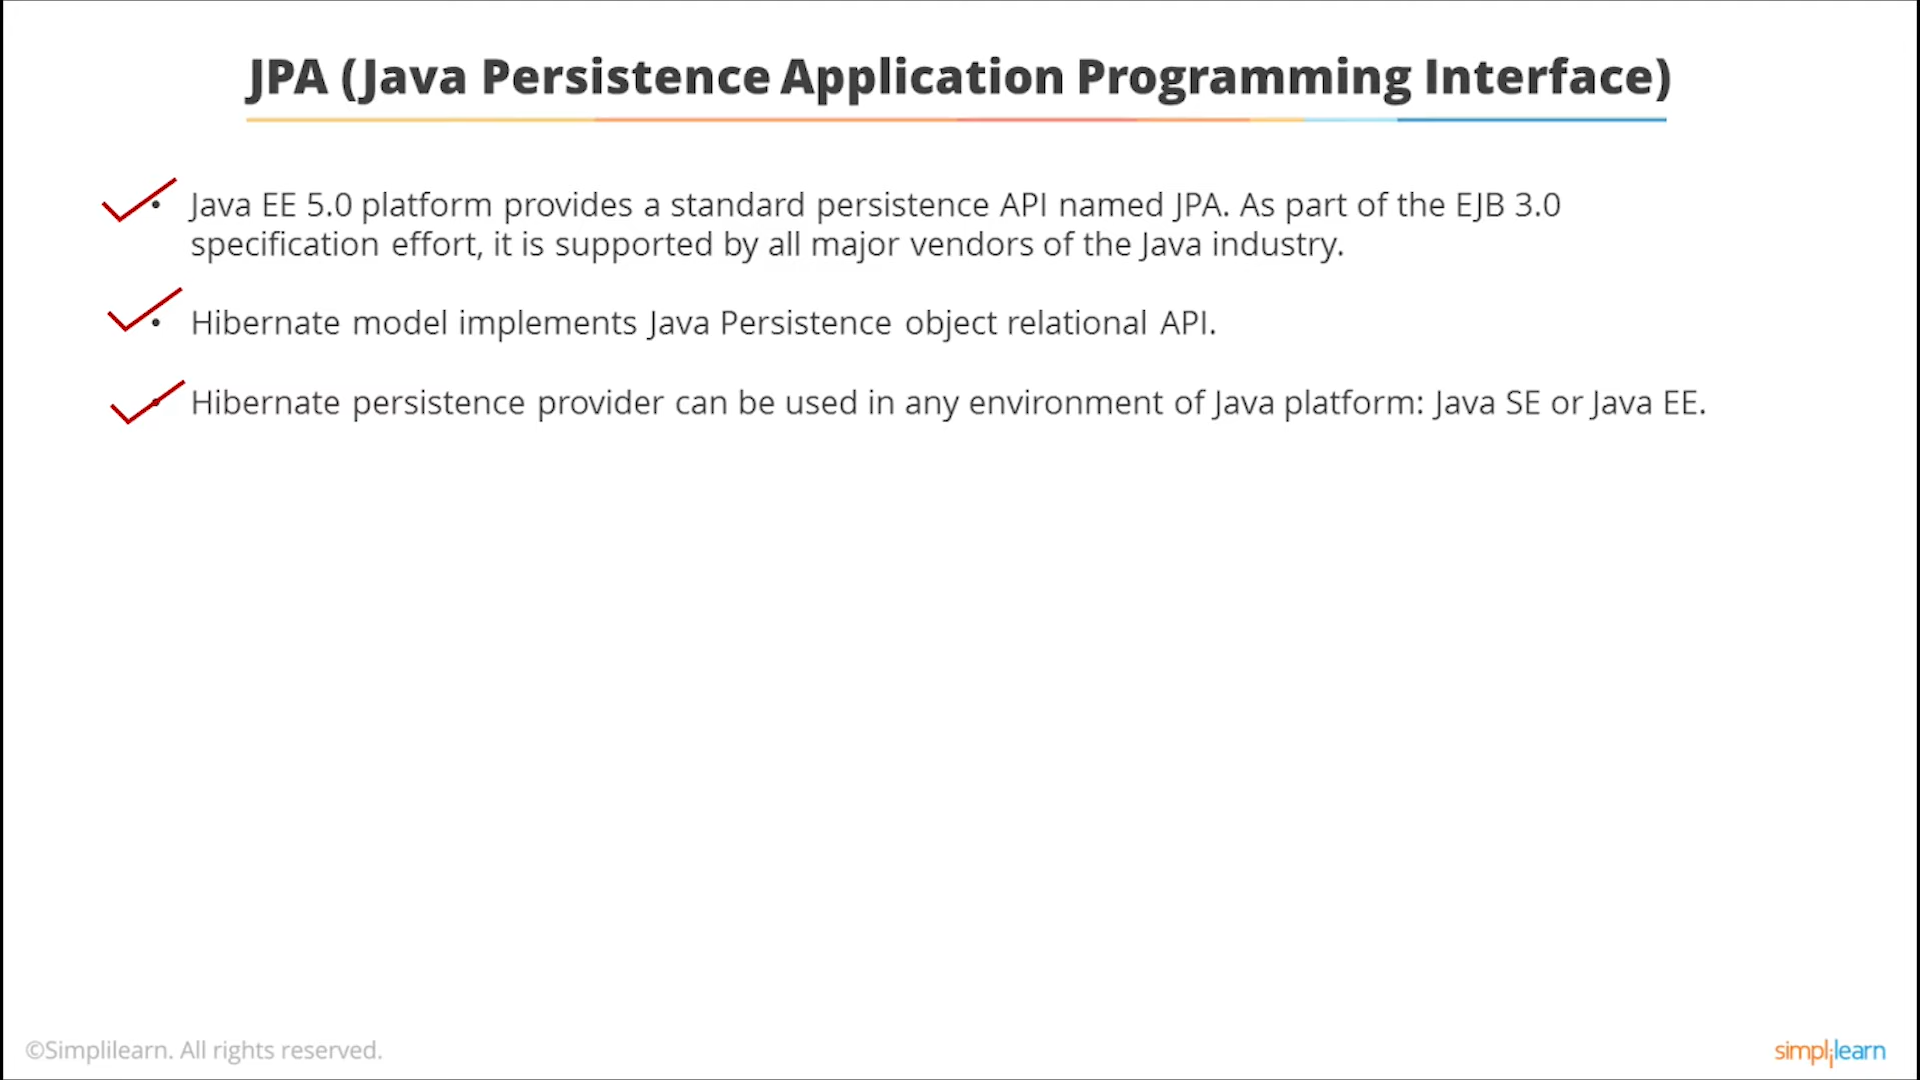 JPA (Java Persistence Application Programming Interface)
• Java EE 5.0 platform provides a standard persistence API named JPA. As part of the EJB 3.0
specification effort, it is supported by all major vendors of the Java industry.
• Hibernate model implements Java Persistence object relational API.
• Hibernate persistence provider can be used in any environment of Java platform: Java SE or Java EE.
©Simplilearn. All rights reserved.
simplilearn